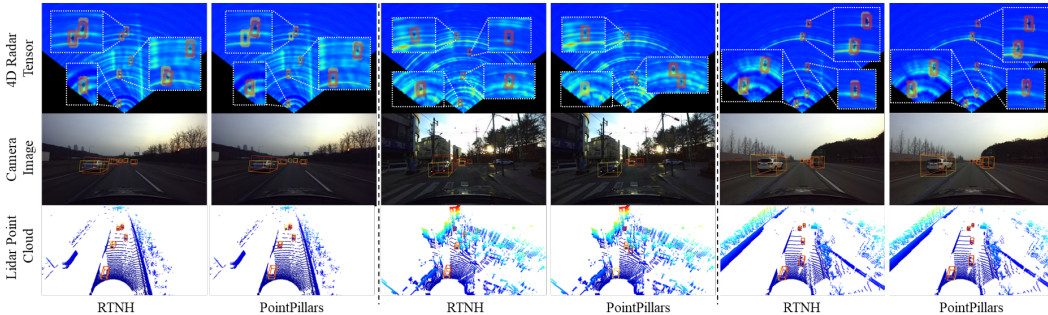 4D Radar
Tensor
Camera
Image
Lidar Point
Cloud
RTNH
PointPillars
RTNH
PointPillars
RTNH
PointPillars